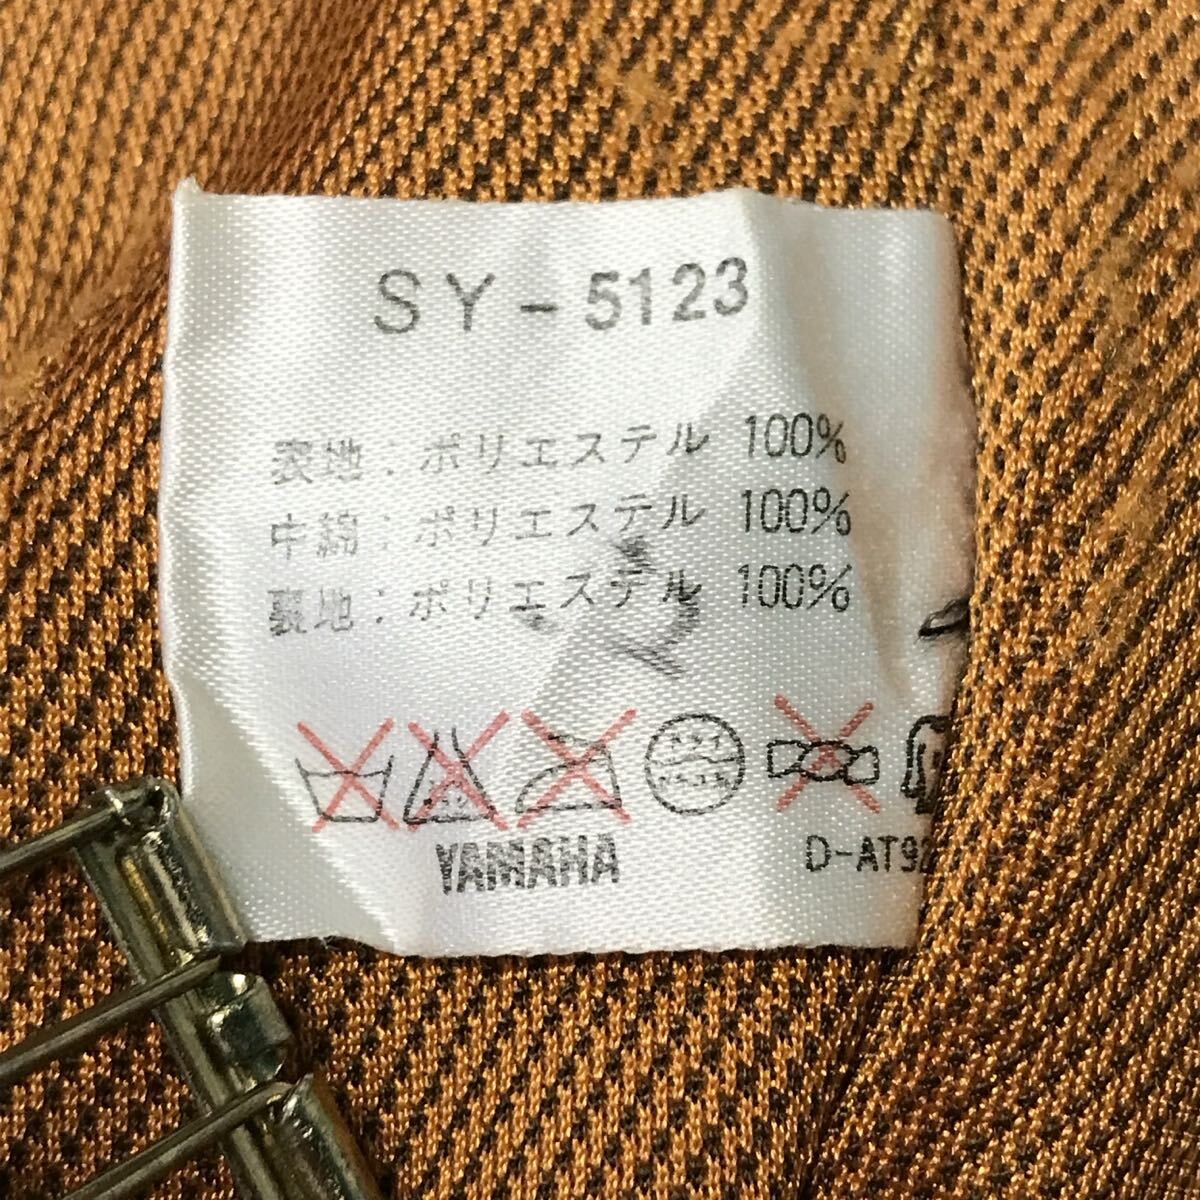 SY-5123
表地:ポリエステル 100%
中綿:ポリエステル 100%
裏地:ポリエステル 100%
YAMAHA
D-AT92